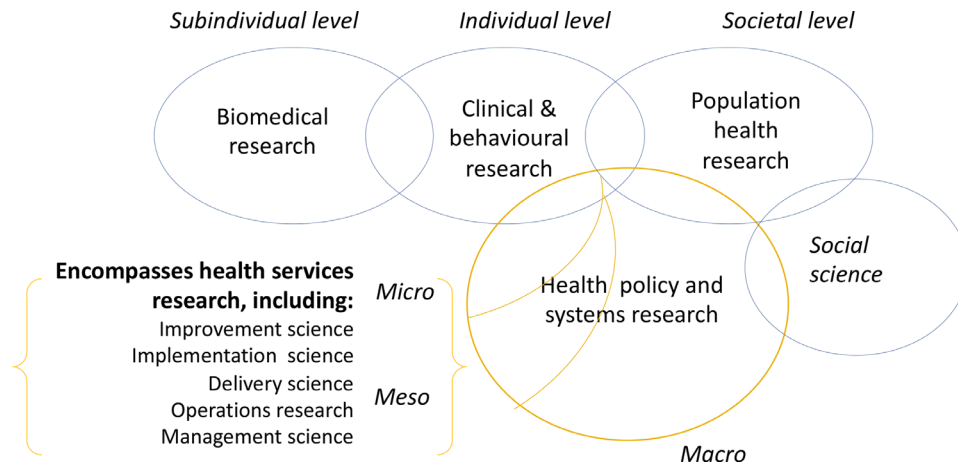 Subindividual level
Individual level
Societal level
Biomedical
research
Clinical &
behavioural
research
Population
health
research
Social
science
Encompasses health services
research, including:
Improvement science
Implementation science
Delivery science
Operations research
Management science
Micro
Meso
Health policy and
systems research
Macro